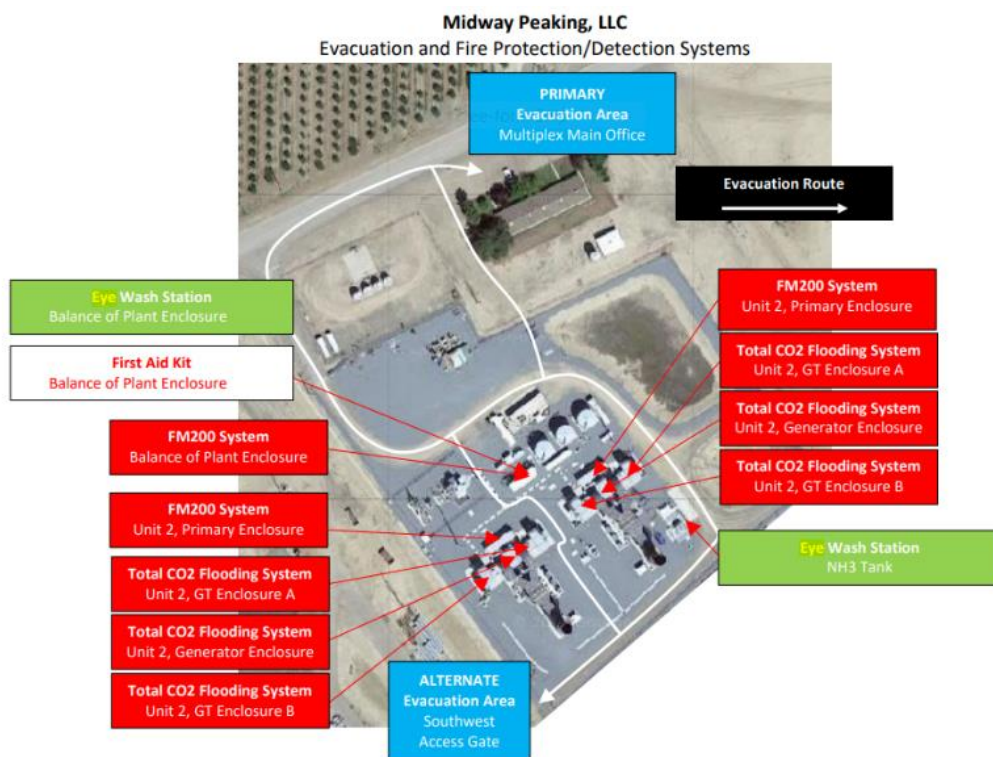 Midway Peaking, LLC
Evacuation and Fire Protection/Detection Systems
PRIMARY
Evacuation Area
Multiplex Main Office
Evacuation Route
Eye Wash Station
Balance of Plant Enclosure
First Aid Kit
Balance of Plant Enclosure
FM200 System
Balance of Plant Enclosure
FM200 System
Unit 2, Primary Enclosure
Total CO2 Flooding System
Unit 2, GT Enclosure A
Total CO2 Flooding System
Unit 2, Generator Enclosure
Total CO2 Flooding System
Unit 2, GT Enclosure B
FM200 System
Unit 2, Primary Enclosure
Total CO2 Flooding System
Unit 2, GT Enclosure A
Total CO2 Flooding System
Unit 2, Generator Enclosure
Total CO2 Flooding System
Unit 2, GT Enclosure B
Eye Wash Station
NH3 Tank
ALTERNATE
Evacuation Area
Southwest
Access Gate